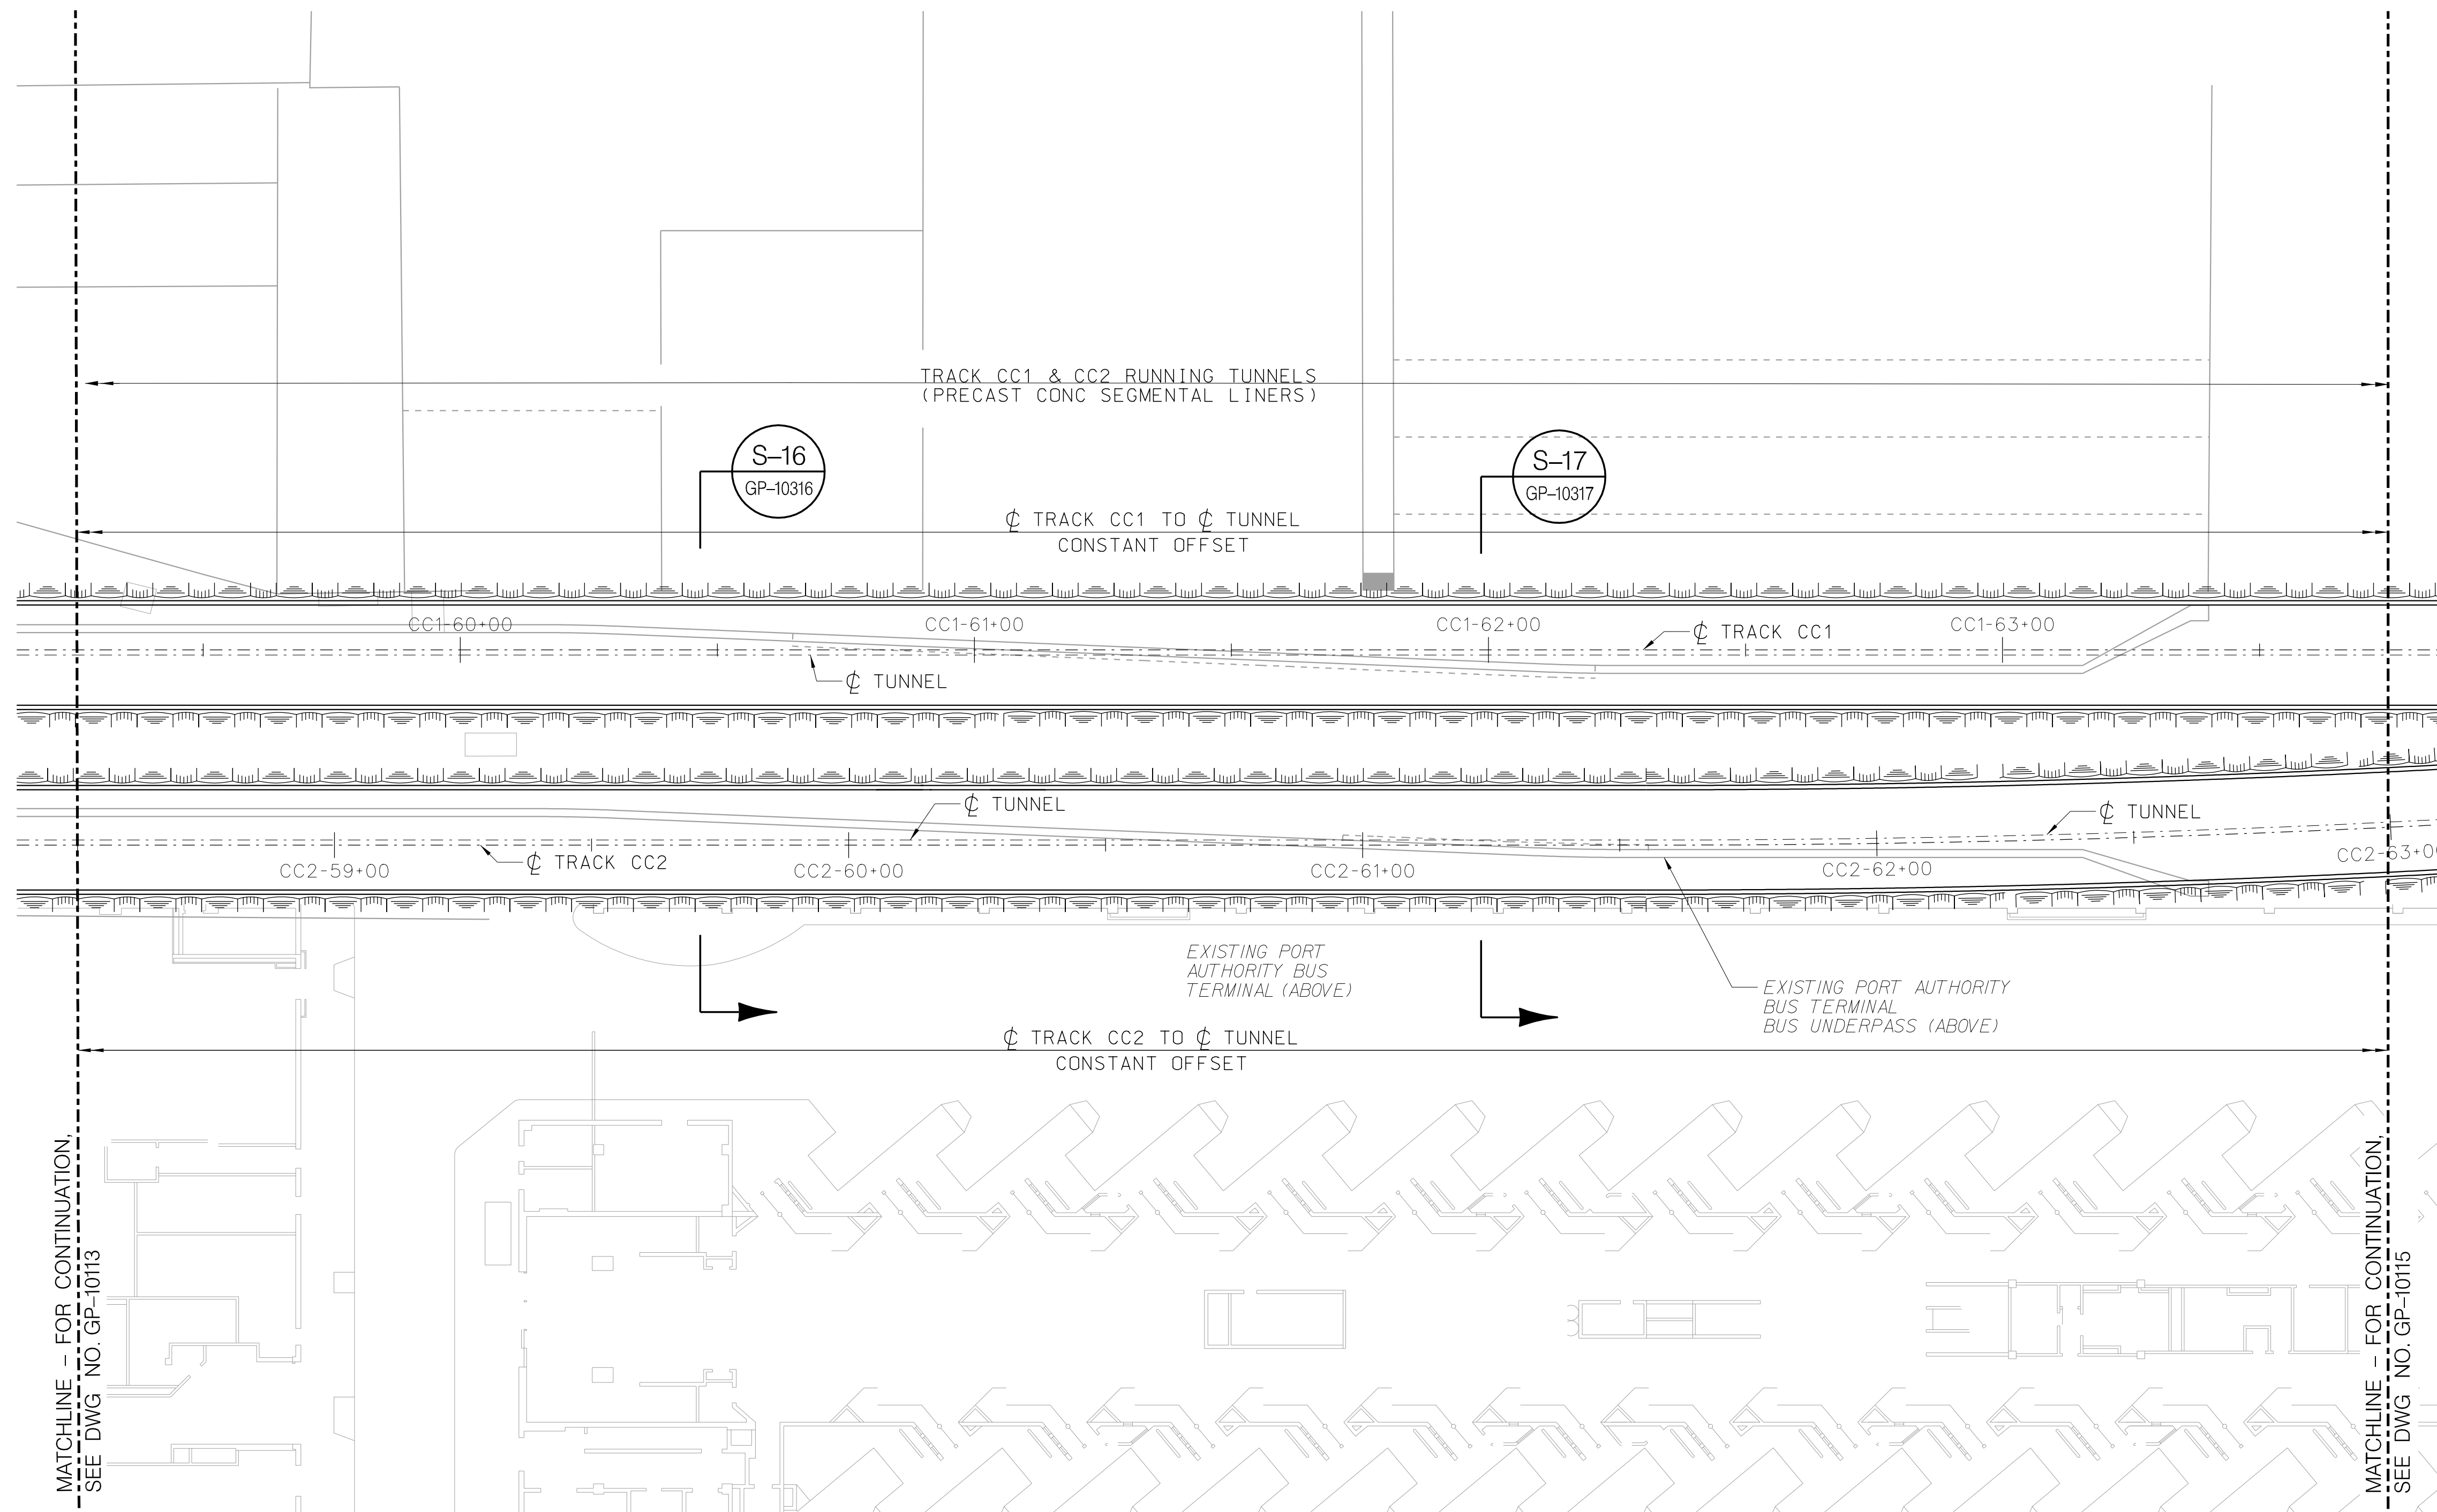 TRACK CC1 & CC2 RUNNING TUNNELS
(PRECAST CONC SEGMENTAL LINERS)
S-16
GP-10316
S-17
GP-10317
℄ TRACK CC1 TO ℄ TUNNEL
CONSTANT OFFSET
CC1-60+00
CC1-61+00
CC1-62+00
CC1-63+00
℄ TRACK CC1
℄ TUNNEL
℄ TUNNEL
℄ TUNNEL
℄ TRACK CC2
CC2-59+00
CC2-60+00
CC2-61+00
CC2-62+00
CC2-63+00
EXISTING PORT
AUTHORITY BUS
TERMINAL (ABOVE)
EXISTING PORT AUTHORITY
BUS TERMINAL
BUS UNDERPASS (ABOVE)
℄ TRACK CC2 TO ℄ TUNNEL
CONSTANT OFFSET
MATCHLINE - FOR CONTINUATION,
SEE DWG NO. GP-10113
MATCHLINE - FOR CONTINUATION,
SEE DWG NO. GP-10115